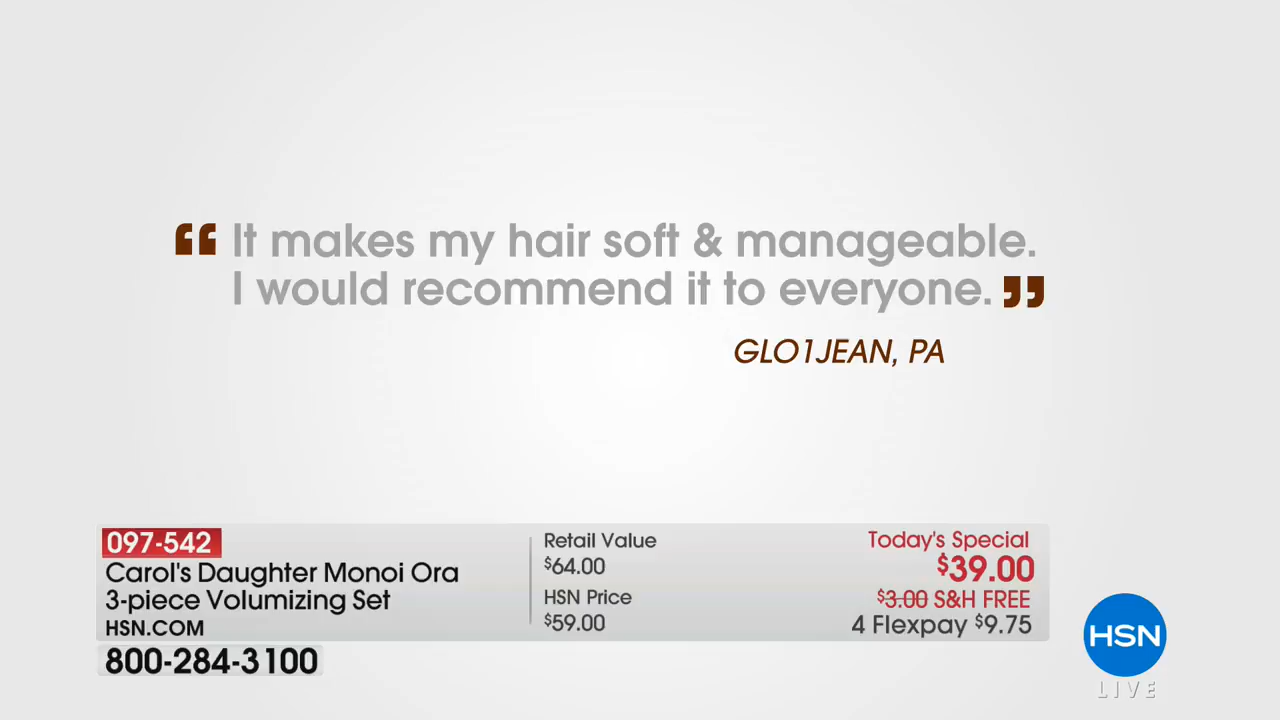 “It makes my hair soft & manageable.
I would recommend it to everyone.”
GLO1JEAN, PA
097-542
Carol's Daughter Monoi Ora
3-piece Volumizing Set
HSN.COM
800-284-3100
Retail Value
$64.00
HSN Price
$59.00
Today's Special
$39.00
$3.00 S&H FREE
4 Flexpay $9.75
HSN
LIVE